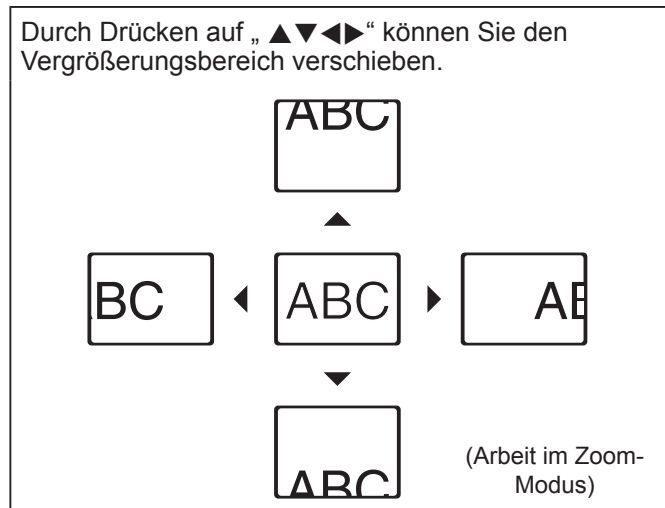 Durch Drücken auf „ ▲▼◀▶“ können Sie den
Vergrößerungsbereich verschieben.
ABC
BC ABC AB
ABC
(Arbeit im Zoom-
Modus)